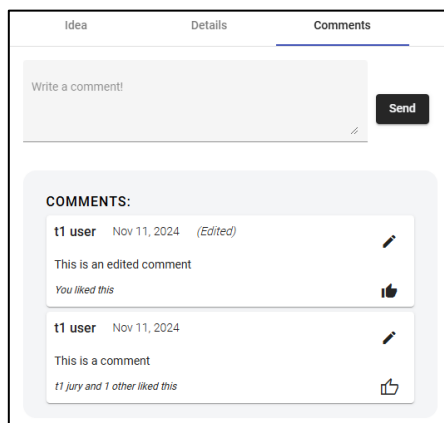 Idea Details Comments
Write a comment!
Send
COMMENTS:
t1 user Nov 11, 2024 (Edited)
This is an edited comment
You liked this
t1 user Nov 11, 2024
This is a comment
t1 jury and 1 other liked this